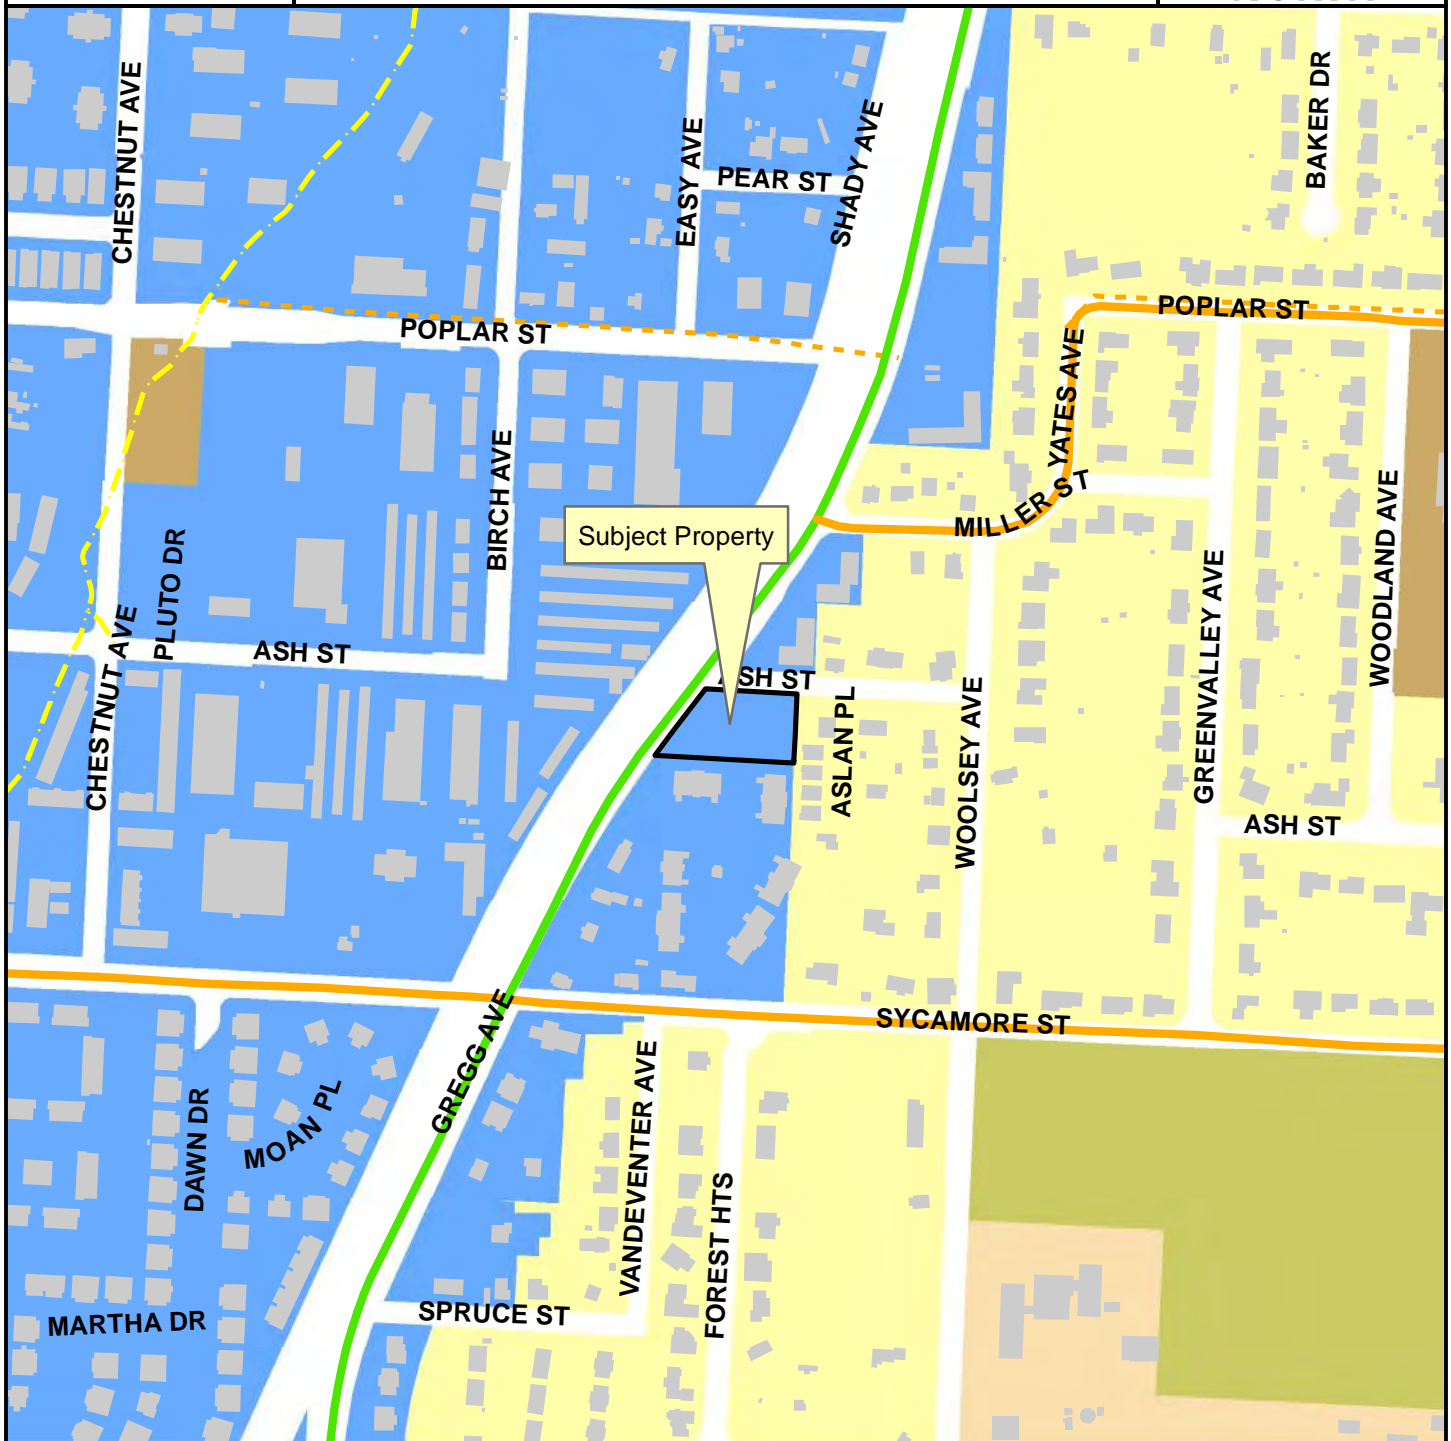 BAKER DR
CHESTNUT AVE
EASY AVE
PEAR ST
SHADY AVE
POPLAR ST
POPLAR ST
YATES AVE
BIRCH AVE
MILLER ST
WOODLAND AVE
Subject Property
PLUTO DR
GREENVALLEY AVE
CHESTNUT AVE
ASH ST
ASH ST
ASLAN PL
WOOLSEY AVE
ASH ST
GREGG AVE
SYCAMORE ST
DAWN DR
MOAN PL
VANDEVENTER AVE
FOREST HTS
SPRUCE ST
MARTHA DR